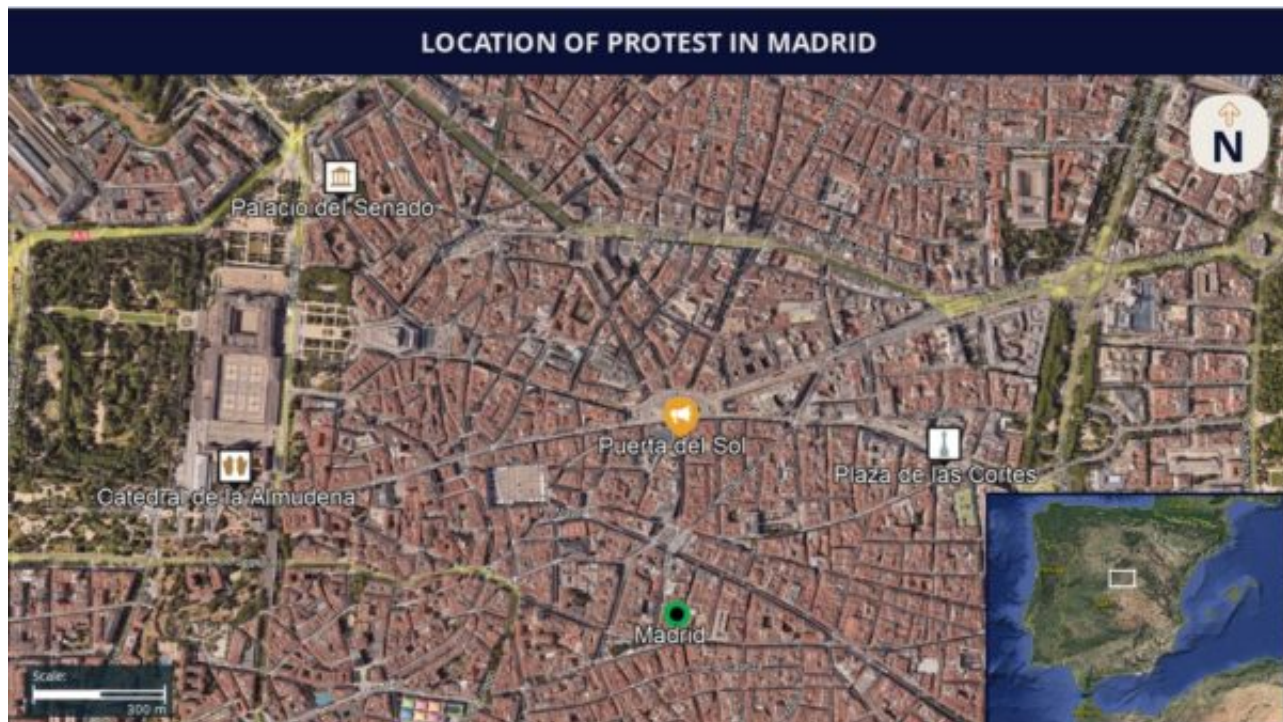 LOCATION OF PROTEST IN MADRID
N
Palacio del Senado
Puerta del Sol
Plaza de las Cortes
Catedral de la Almudena
Madrid
Scale:
300 m